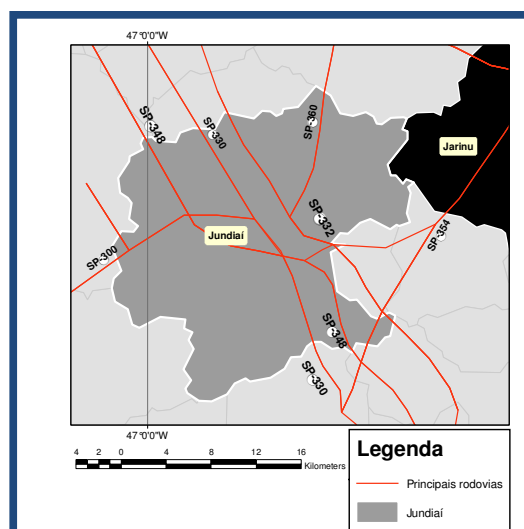 47°0'0"W
SP-348
SP-330
SP-360
Jarinu
SP-332
SP-354
Jundiaí
SP-300
SP-348
SP-330
47°0'0"W
4 2 0 4 8 12 16
Kilometers
Legenda
Principais rodovias
Jundiaí